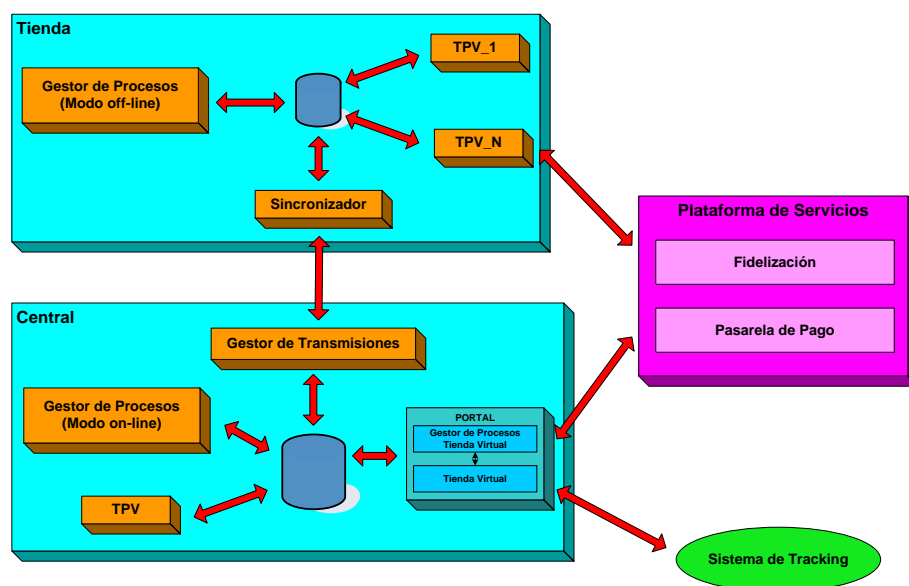 Tienda
TPV_1
Gestor de Procesos
(Modo off-line)
TPV_N
Sincronizador
Plataforma de Servicios
Fidelización
Pasarela de Pago
Central
Gestor de Transmisiones
Gestor de Procesos
(Modo on-line)
PORTAL
Gestor de Procesos
Tienda Virtual
Tienda Virtual
TPV
Sistema de Tracking